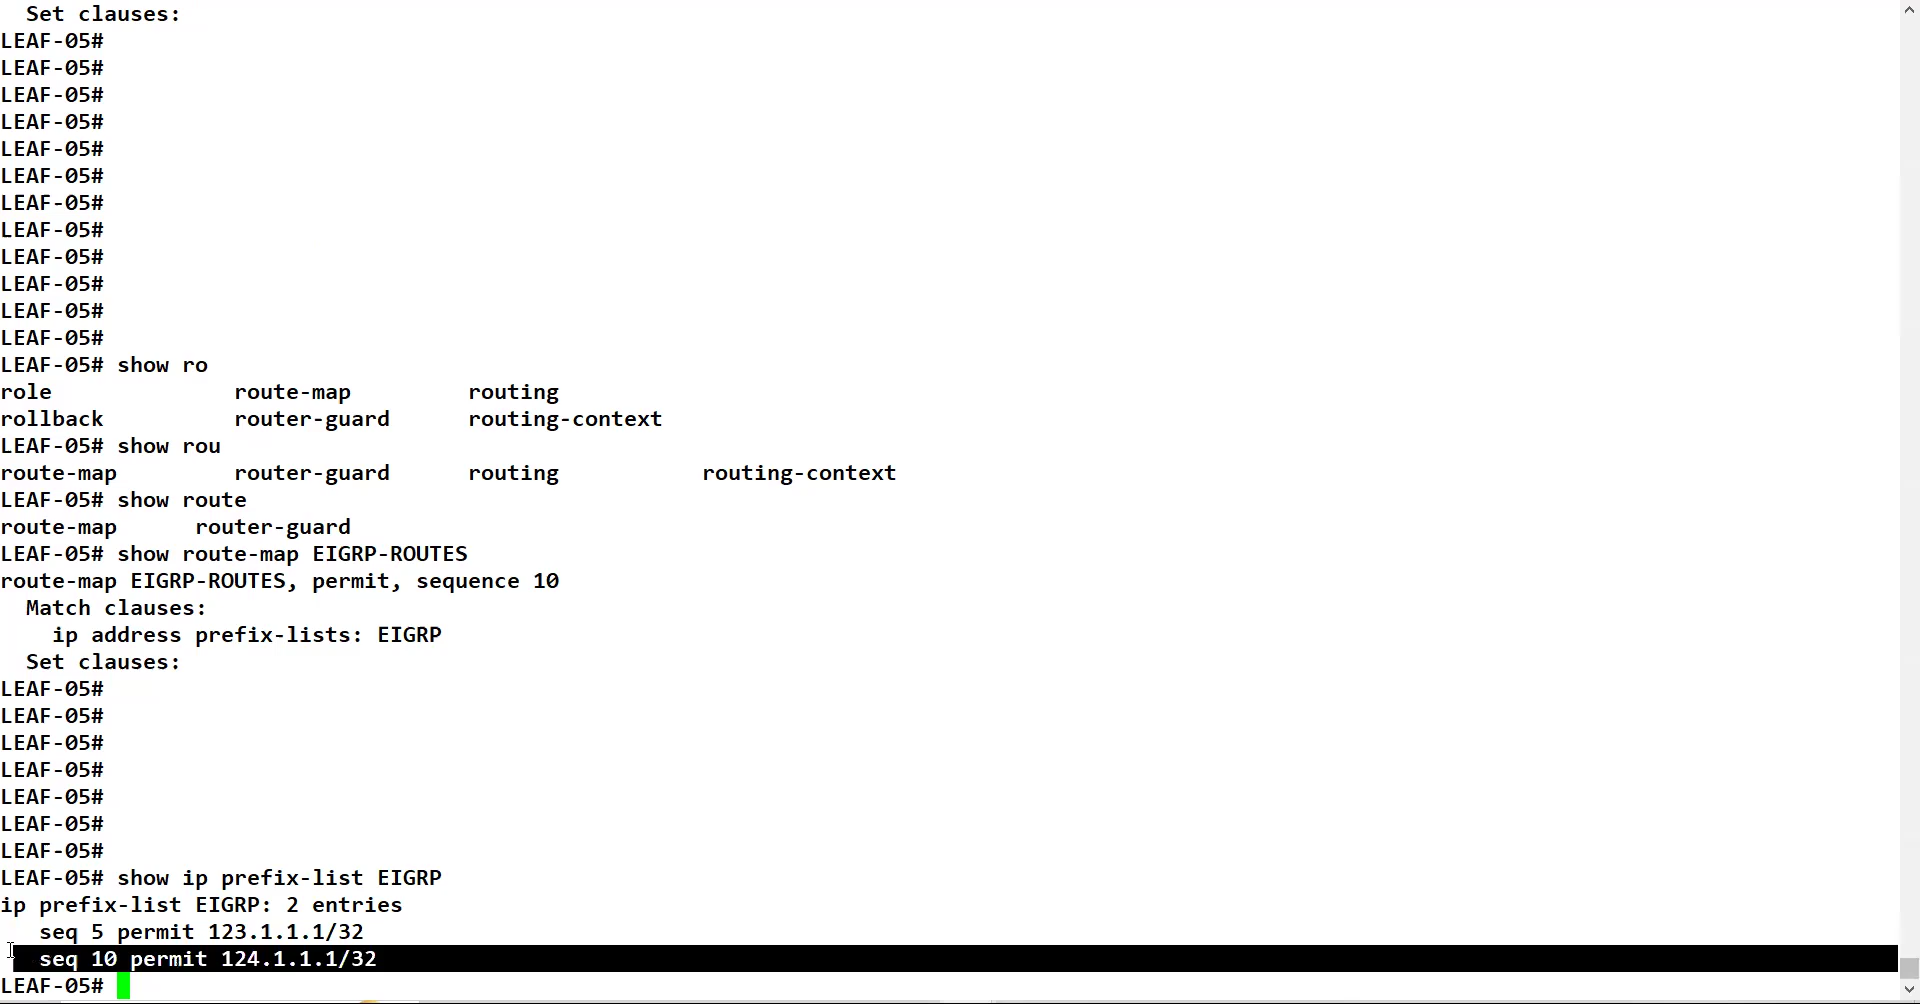 Set clauses:
LEAF-05#
LEAF-05#
LEAF-05#
LEAF-05#
LEAF-05#
LEAF-05#
LEAF-05#
LEAF-05#
LEAF-05#
LEAF-05#
LEAF-05#
LEAF-05#
LEAF-05# show ro
role              route-map         routing
rollback          router-guard      routing-context
LEAF-05# show rou
route-map         router-guard      routing           routing-context
LEAF-05# show route
route-map      router-guard
LEAF-05# show route-map EIGRP-ROUTES
route-map EIGRP-ROUTES, permit, sequence 10
  Match clauses:
    ip address prefix-lists: EIGRP
  Set clauses:
LEAF-05#
LEAF-05#
LEAF-05#
LEAF-05#
LEAF-05#
LEAF-05#
LEAF-05#
LEAF-05# show ip prefix-list EIGRP
ip prefix-list EIGRP: 2 entries
   seq 5 permit 123.1.1.1/32
   seq 10 permit 124.1.1.1/32
LEAF-05#